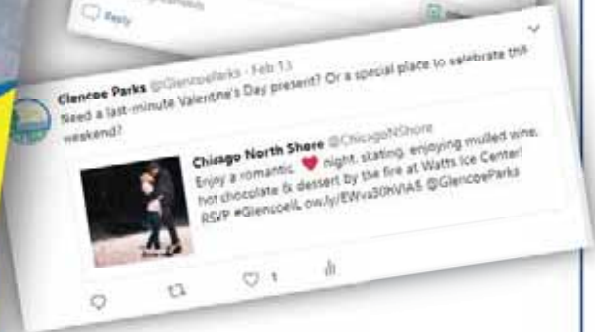 Reply
Glencoe Parks @GlencoeParks · Feb 13
Need a last-minute Valentine's Day present? Or a special place to celebrate this
weekend?
Chicago North Shore @ChicagoNShore
Enjoy a romantic ❤ night, skating, enjoying mulled wine,
hot chocolate & dessert by the fire at Watts Ice Center!
RSVP #GlencoeIL ow.ly/EWva30hVlAE @GlencoeParks
1